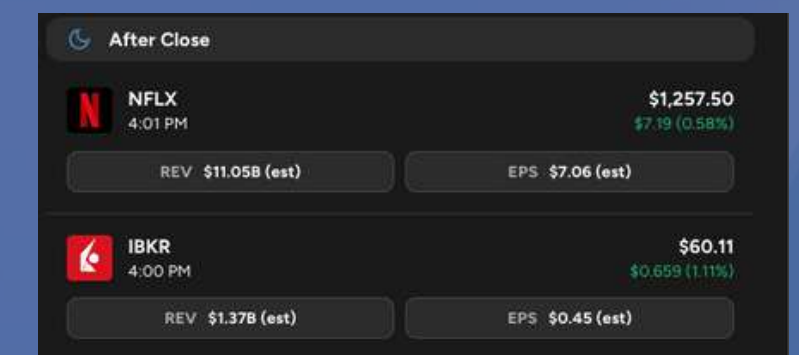 After Close
NFLX
$1,257.50
4:01 PM
$7.19 (0.58%)
REV $11.05B (est)
EPS $7.06 (est)
IBKR
$60.11
4:00 PM
$0.659 (1.11%)
REV $1.37B (est)
EPS $0.45 (est)